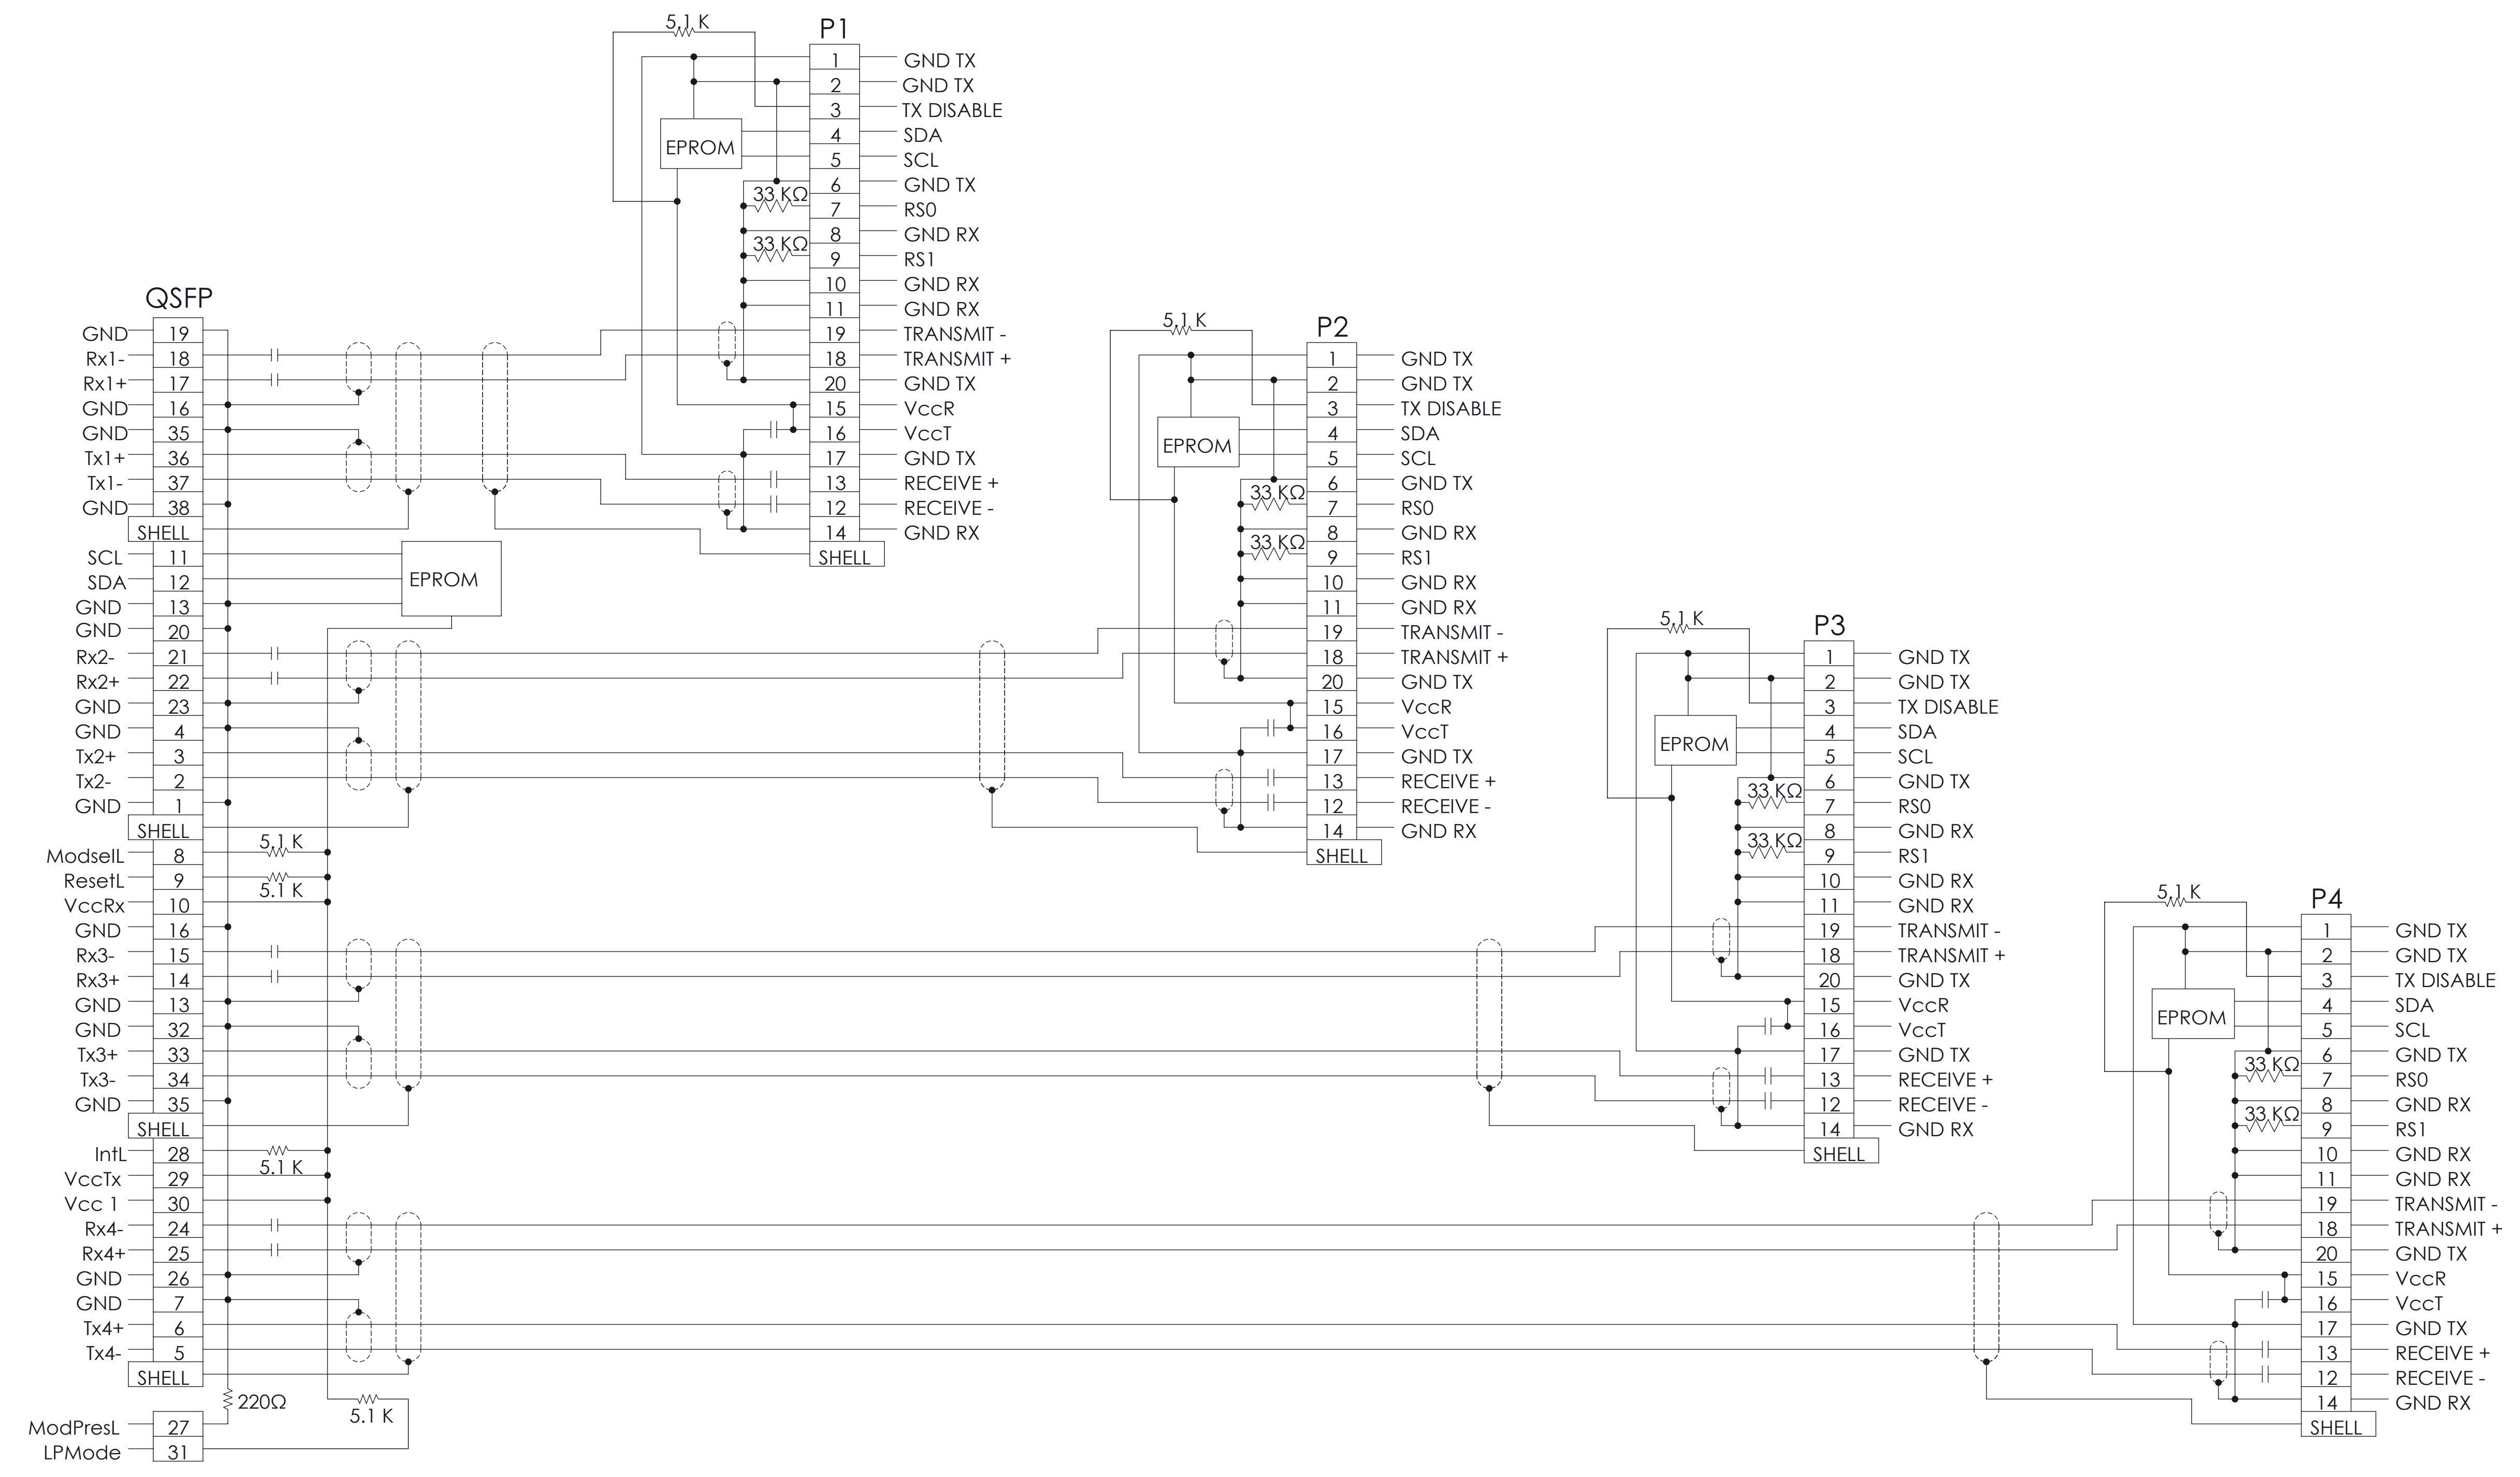 QSFP
GND 19
Rx1- 18
Rx1+ 17
GND 16
GND 35
Tx1+ 36
Tx1- 37
GND 38
SHELL
SCL 11
SDA 12
GND 13
EPROM
GND 20
Rx2- 21
Rx2+ 22
GND 23
GND 4
Tx2+ 3
Tx2- 2
GND 1
SHELL
ModselL 8 5.1 K
ResetL 9 5.1 K
VccRx 10
GND 16
Rx3- 15
Rx3+ 14
GND 13
GND 32
Tx3+ 33
Tx3- 34
GND 35
SHELL
IntL 28 5.1 K
VccTx 29
Vcc 1 30
Rx4- 24
Rx4+ 25
GND 26
GND 7
Tx4+ 6
Tx4- 5
SHELL
220Ω
5.1 K
ModPresL 27
LPMode 31
P1
5.1 K
1 GND TX
2 GND TX
3 TX DISABLE
EPROM
4 SDA
5 SCL
6 GND TX
33 KΩ
7 RS0
8 GND RX
33 KΩ
9 RS1
10 GND RX
11 GND RX
19 TRANSMIT -
18 TRANSMIT +
20 GND TX
15 VccR
16 VccT
17 GND TX
13 RECEIVE +
12 RECEIVE -
14 GND RX
SHELL
P2
5.1 K
1 GND TX
2 GND TX
3 TX DISABLE
EPROM
4 SDA
5 SCL
6 GND TX
33 KΩ
7 RS0
8 GND RX
33 KΩ
9 RS1
10 GND RX
11 GND RX
19 TRANSMIT -
18 TRANSMIT +
20 GND TX
15 VccR
16 VccT
17 GND TX
13 RECEIVE +
12 RECEIVE -
14 GND RX
SHELL
P3
5.1 K
1 GND TX
2 GND TX
3 TX DISABLE
EPROM
4 SDA
5 SCL
6 GND TX
33 KΩ
7 RS0
8 GND RX
33 KΩ
9 RS1
10 GND RX
11 GND RX
19 TRANSMIT -
18 TRANSMIT +
20 GND TX
15 VccR
16 VccT
17 GND TX
13 RECEIVE +
12 RECEIVE -
14 GND RX
SHELL
P4
5.1 K
1 GND TX
2 GND TX
3 TX DISABLE
EPROM
4 SDA
5 SCL
6 GND TX
33 KΩ
7 RS0
8 GND RX
33 KΩ
9 RS1
10 GND RX
11 GND RX
19 TRANSMIT -
18 TRANSMIT +
20 GND TX
15 VccR
16 VccT
17 GND TX
13 RECEIVE +
12 RECEIVE -
14 GND RX
SHELL